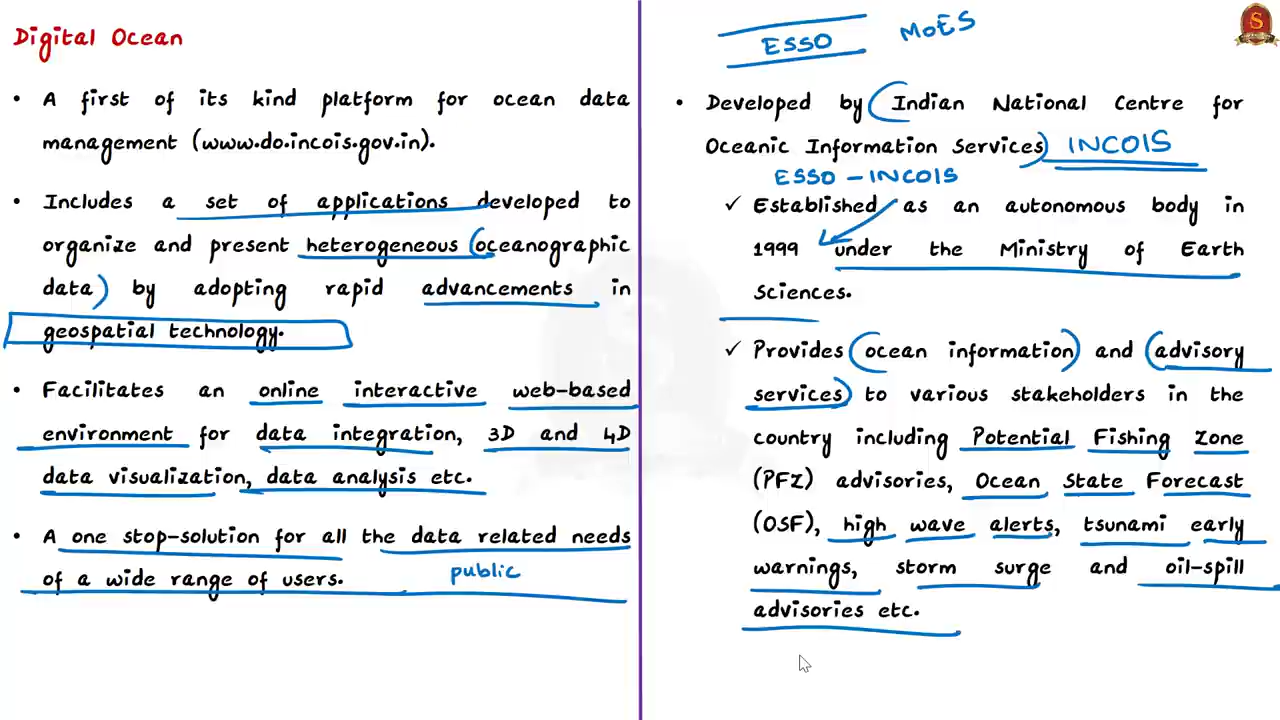 Digital Ocean
• A first of its kind platform for ocean data
management (www.do.incois.gov.in).
• Includes a set of applications developed to
organize and present heterogeneous (oceanographic
data) by adopting rapid advancements in
geospatial technology.
• Facilitates an online interactive web-based
environment for data integration, 3D and 4D
data visualization, data analysis etc.
• A one stop-solution for all the data related needs
of a wide range of users.
public
ESSO MoES
• Developed by (Indian National Centre for
Oceanic Information Services) INCOIS
ESSO - INCOIS
✓ Established as an autonomous body in
1999 under the Ministry of Earth
Sciences.
✓ Provides (ocean information) and (advisory
services) to various stakeholders in the
country including Potential Fishing Zone
(PFZ) advisories, Ocean State Forecast
(OSF), high wave alerts, tsunami early
warnings, storm surge and oil-spill
advisories etc.
S